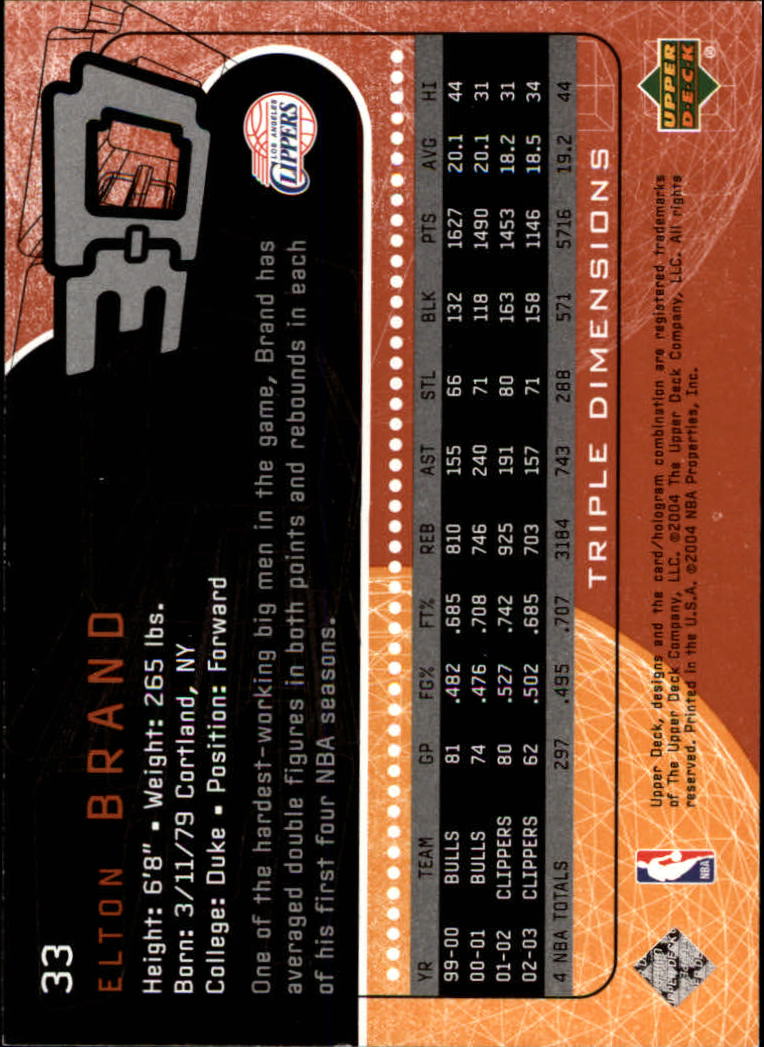 33
ELTON BRAND
Height: 6'8" ▪ Weight: 265 lbs.
Born: 3/11/79 Cortland, NY
College: Duke ▪ Position: Forward
One of the hardest-working big men in the game, Brand has
averaged double figures in both points and rebounds in each
of his first four NBA seasons.
3D
LOS ANGELES
CLIPPERS
YR TEAM GP FG% FT% REB AST STL BLK PTS AVG HI
99-00 BULLS 81 .482 .685 810 155 66 132 1627 20.1 44
00-01 BULLS 74 .476 .708 746 240 71 118 1490 20.1 31
01-02 CLIPPERS 80 .527 .742 925 191 80 163 1453 18.2 31
02-03 CLIPPERS 62 .502 .685 703 157 71 158 1146 18.5 34
4 NBA TOTALS 297 .495 .707 3184 743 288 571 5716 19.2 44
TRIPLE DIMENSIONS
Upper Deck, designs and the card/hologram combination are registered trademarks
of The Upper Deck Company, LLC. ©2004 The Upper Deck Company, LLC. All rights
reserved. Printed in the U.S.A. ©2004 NBA Properties, Inc.
NBA
UPPER
DECK
®